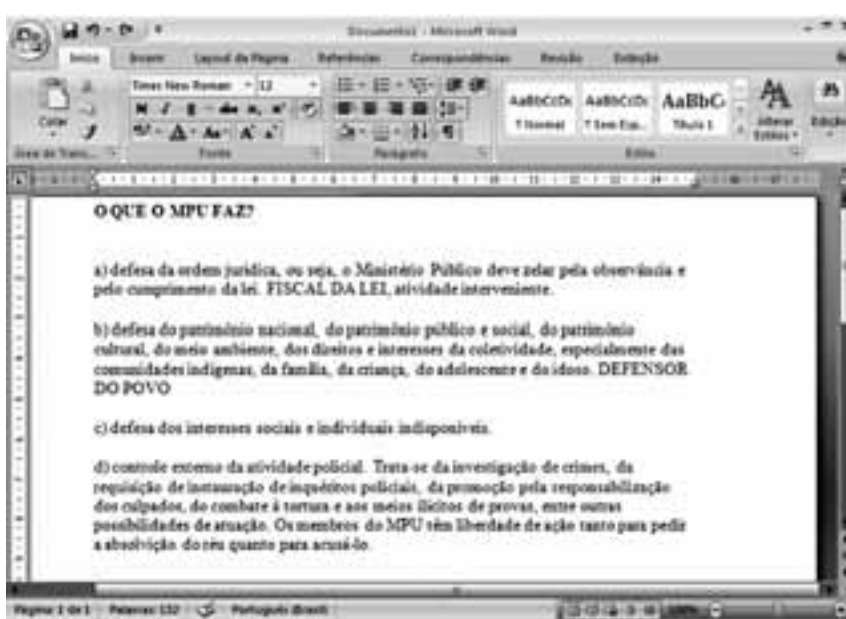 Documento1 - Microsoft Word
Início Inserir Layout da Página Referências Correspondências Revisão Exibição
Times New Roman 12
Colar
AaBbCcDc AaBbCcDc AaBbC
¶ Normal ¶ Sem Esp... Título 1
Alterar Estilos Edição
Área de Trans... Fonte Parágrafo Estilo
O QUE O MPU FAZ?
a) defesa da ordem jurídica, ou seja, o Ministério Público deve zelar pela observância e
pelo cumprimento da lei. FISCAL DA LEI, atividade interveniente.
b) defesa do patrimônio nacional, do patrimônio público e social, do patrimônio
cultural, do meio ambiente, dos direitos e interesses da coletividade, especialmente das
comunidades indígenas, da família, da criança, do adolescente e do idoso. DEFENSOR
DO POVO
c) defesa dos interesses sociais e individuais indisponíveis.
d) controle externo da atividade policial. Trata-se da investigação de crimes, da
requisição de instauração de inquéritos policiais, da promoção pela responsabilização
dos culpados, do combate à tortura e aos meios ilícitos de provas, entre outras
possibilidades de atuação. Os membros do MPU têm liberdade de ação tanto para pedir
a absolvição do réu quanto para acusá-lo.
Página 1 de 1 Palavras: 132 Português (Brasil) 100%